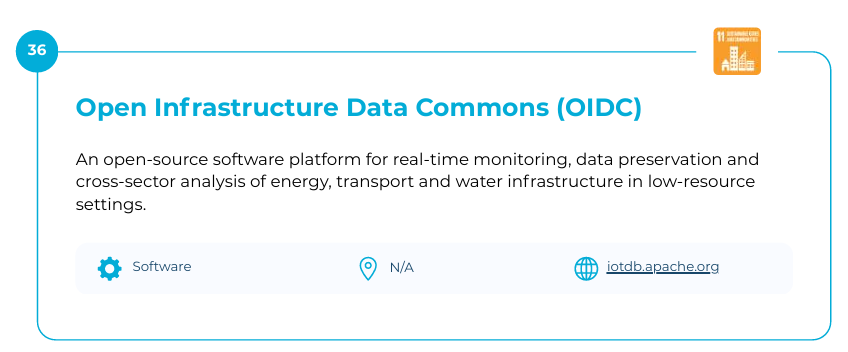 36
11 SUSTAINABLE CITIES
AND COMMUNITIES
Open Infrastructure Data Commons (OIDC)
An open-source software platform for real-time monitoring, data preservation and
cross-sector analysis of energy, transport and water infrastructure in low-resource
settings.
Software
N/A
iotdb.apache.org